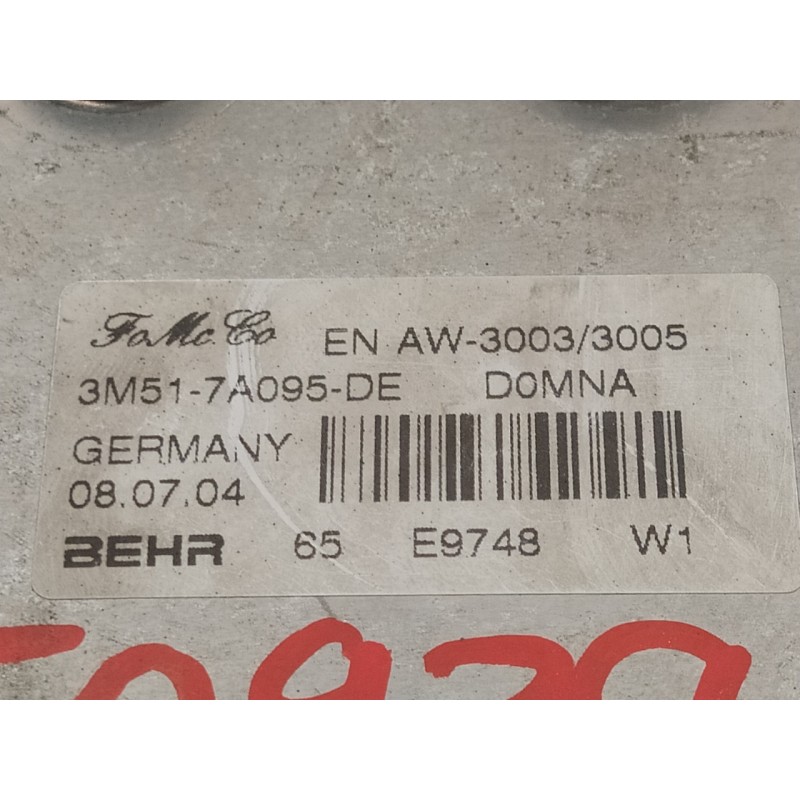 FoMoCo EN AW-3003/3005
3M51-7A095-DE D0MNA
GERMANY
08.07.04
BEHR 65 E9748 W1